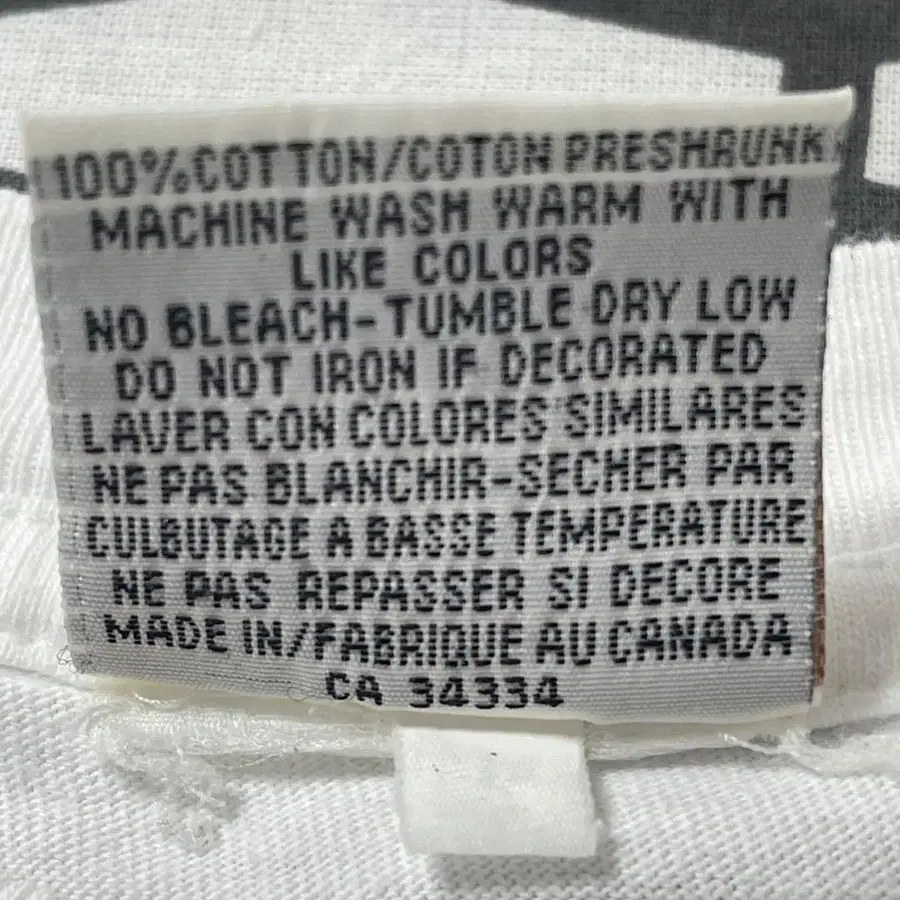 100%COTTON/COTON PRESHRUNK
MACHINE WASH WARM WITH
LIKE COLORS
NO BLEACH-TUMBLE DRY LOW
DO NOT IRON IF DECORATED
LAVER CON COLORES SIMILARES
NE PAS BLANCHIR-SECHER PAR
CULBUTAGE A BASSE TEMPERATURE
NE PAS REPASSER SI DECORE
MADE IN/FABRIQUE AU CANADA
CA 34334